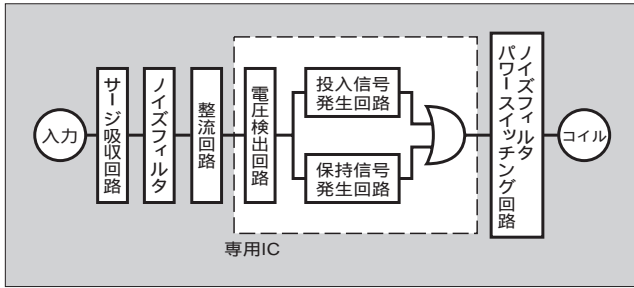 入力
サージ吸収回路
ノイズフィルタ
整流回路
電圧検出回路
投入信号
発生回路
保持信号
発生回路
ノイズフィルタ
パワースイッチング回路
コイル
専用IC